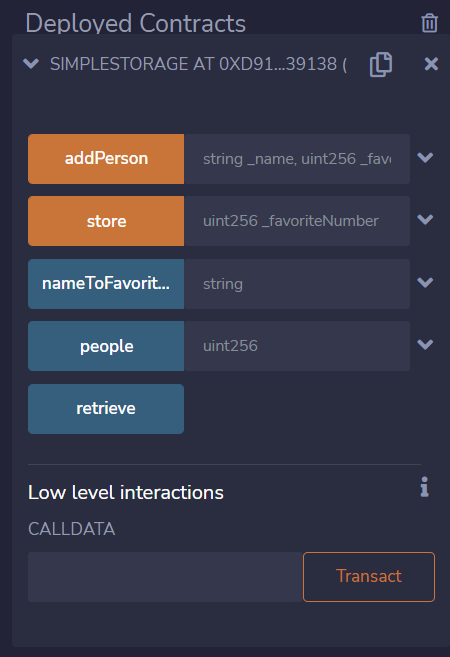 Deployed Contracts
SIMPLESTORAGE AT 0XD91...39138 (
addPerson string _name, uint256 _favo
store uint256 _favoriteNumber
nameToFavorit... string
people uint256
retrieve
Low level interactions
CALLDATA
Transact